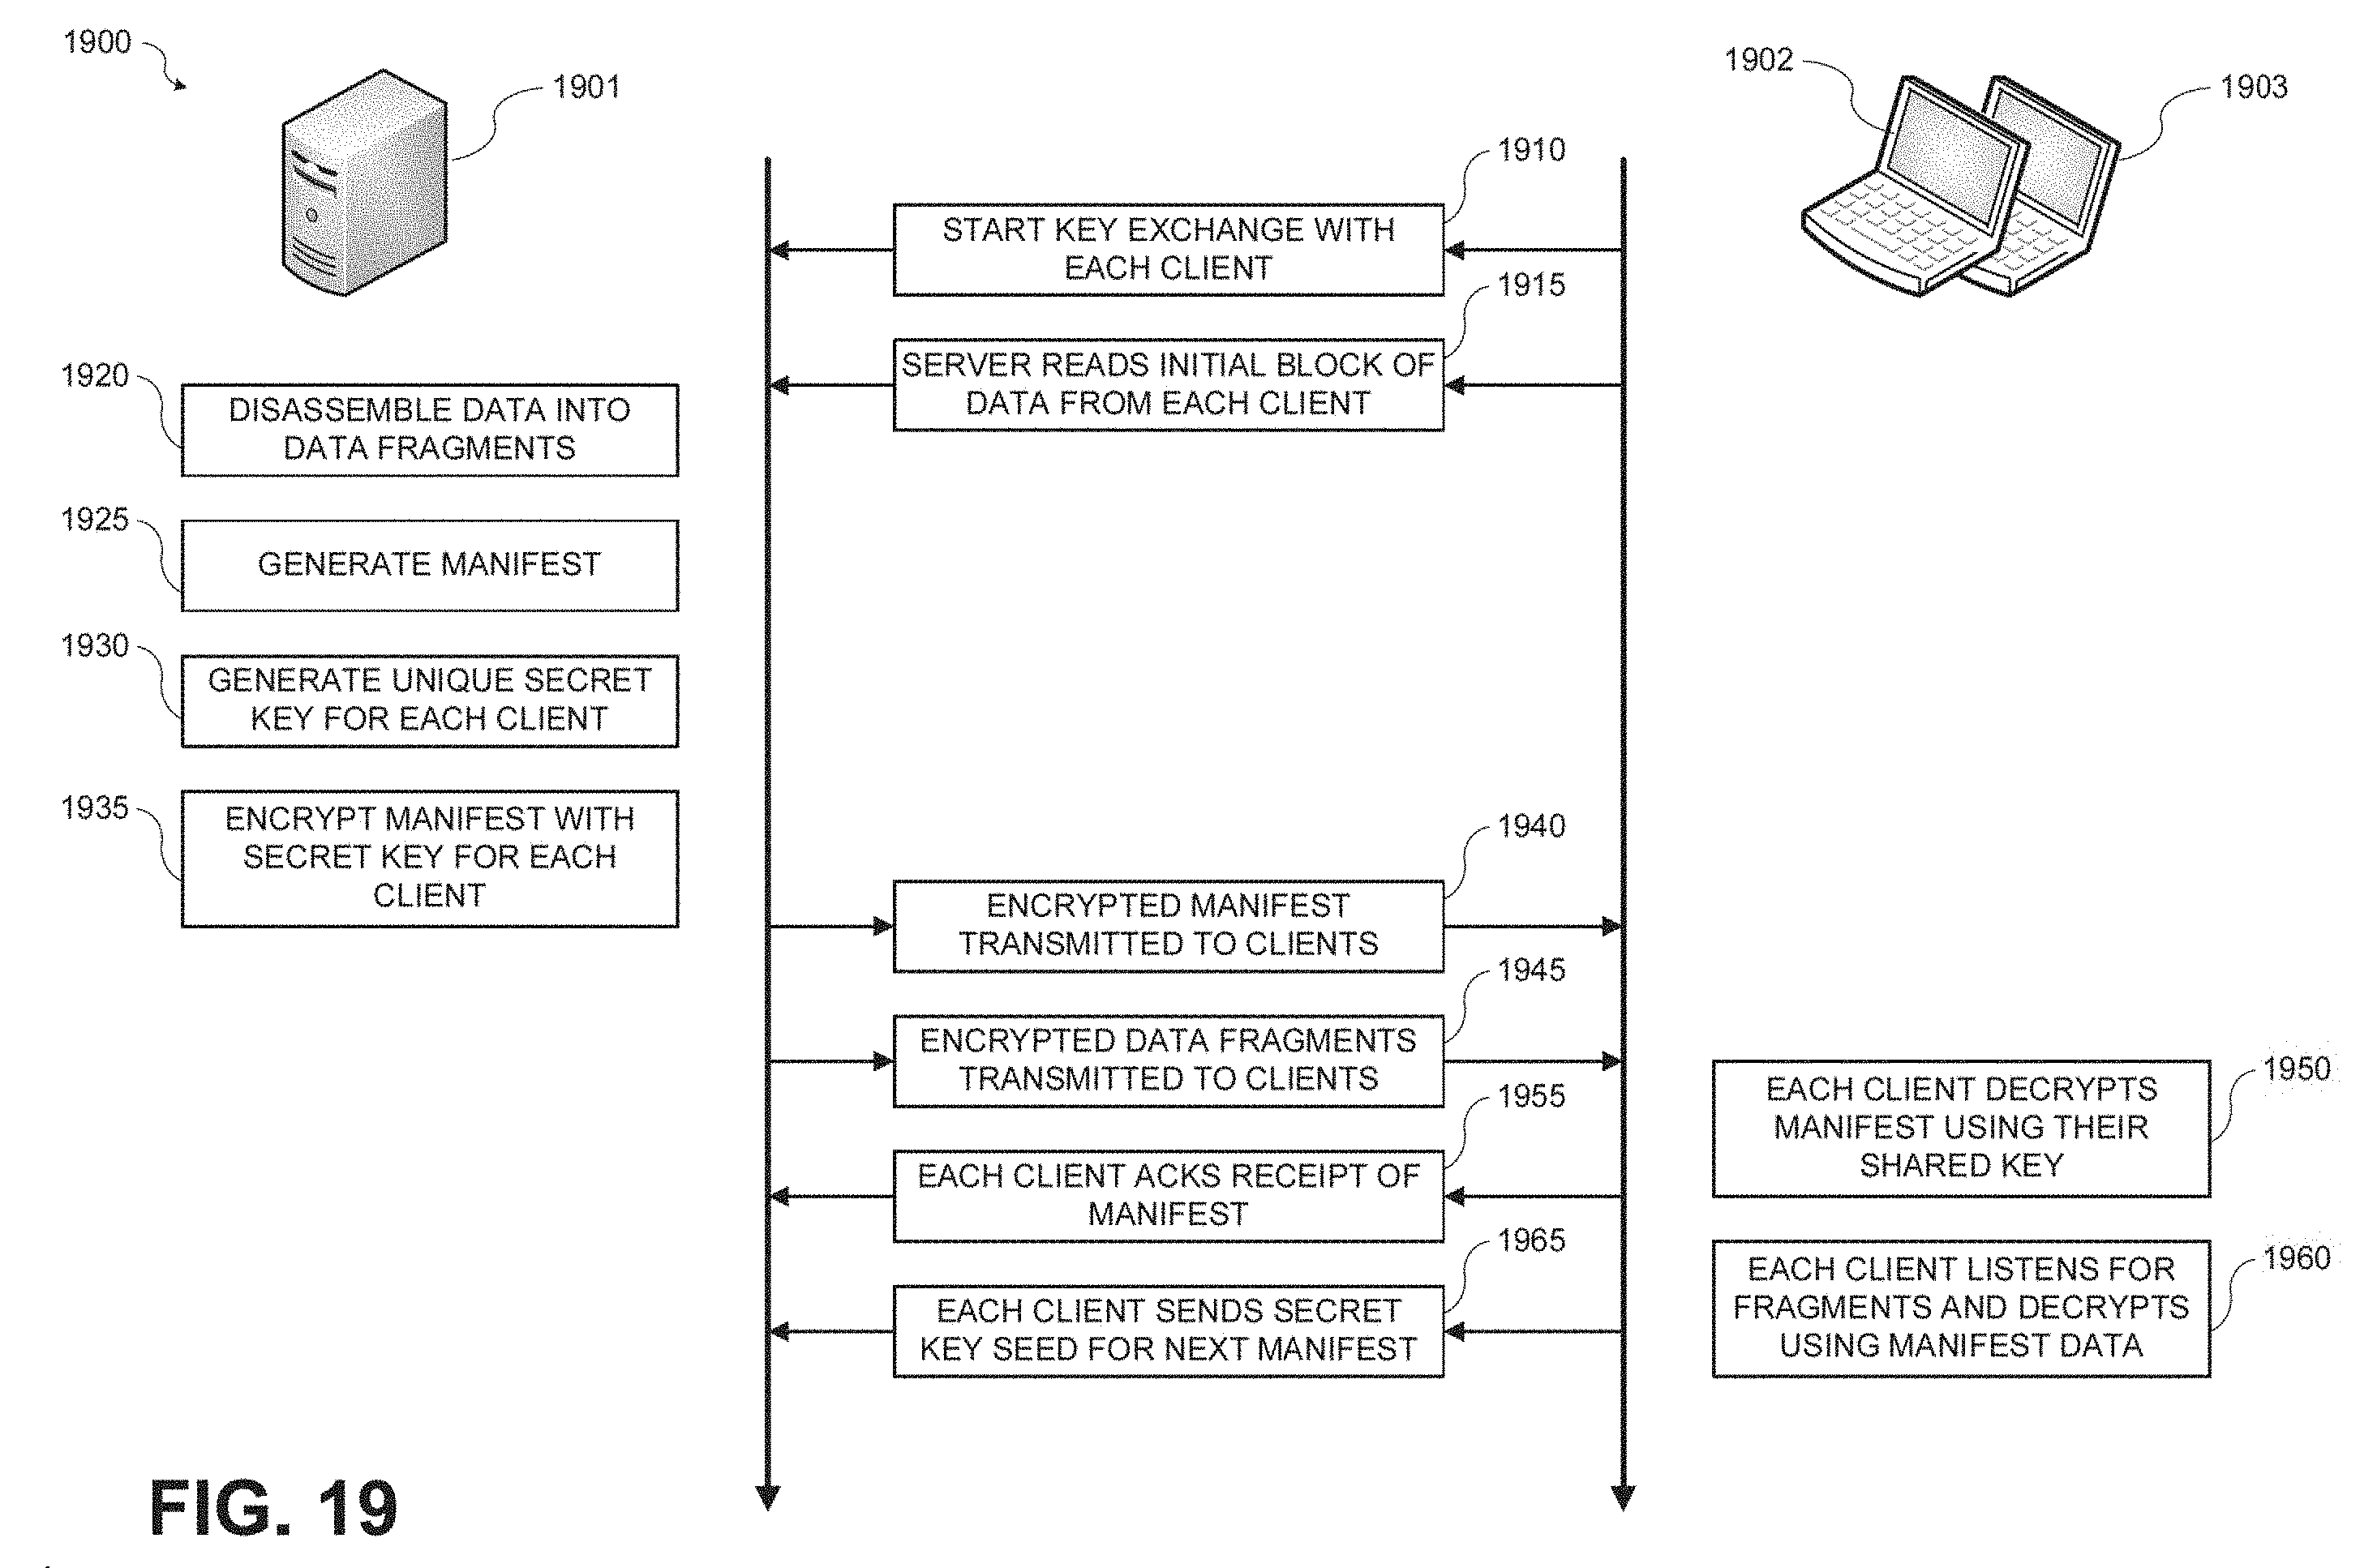 1900
1901
1902
1903
1910
START KEY EXCHANGE WITH
EACH CLIENT
1915
SERVER READS INITIAL BLOCK OF
DATA FROM EACH CLIENT
1920
DISASSEMBLE DATA INTO
DATA FRAGMENTS
1925
GENERATE MANIFEST
1930
GENERATE UNIQUE SECRET
KEY FOR EACH CLIENT
1935
ENCRYPT MANIFEST WITH
SECRET KEY FOR EACH
CLIENT
1940
ENCRYPTED MANIFEST
TRANSMITTED TO CLIENTS
1945
ENCRYPTED DATA FRAGMENTS
TRANSMITTED TO CLIENTS
1950
EACH CLIENT DECRYPTS
MANIFEST USING THEIR
SHARED KEY
1955
EACH CLIENT ACKS RECEIPT OF
MANIFEST
1960
EACH CLIENT LISTENS FOR
FRAGMENTS AND DECRYPTS
USING MANIFEST DATA
1965
EACH CLIENT SENDS SECRET
KEY SEED FOR NEXT MANIFEST
FIG. 19